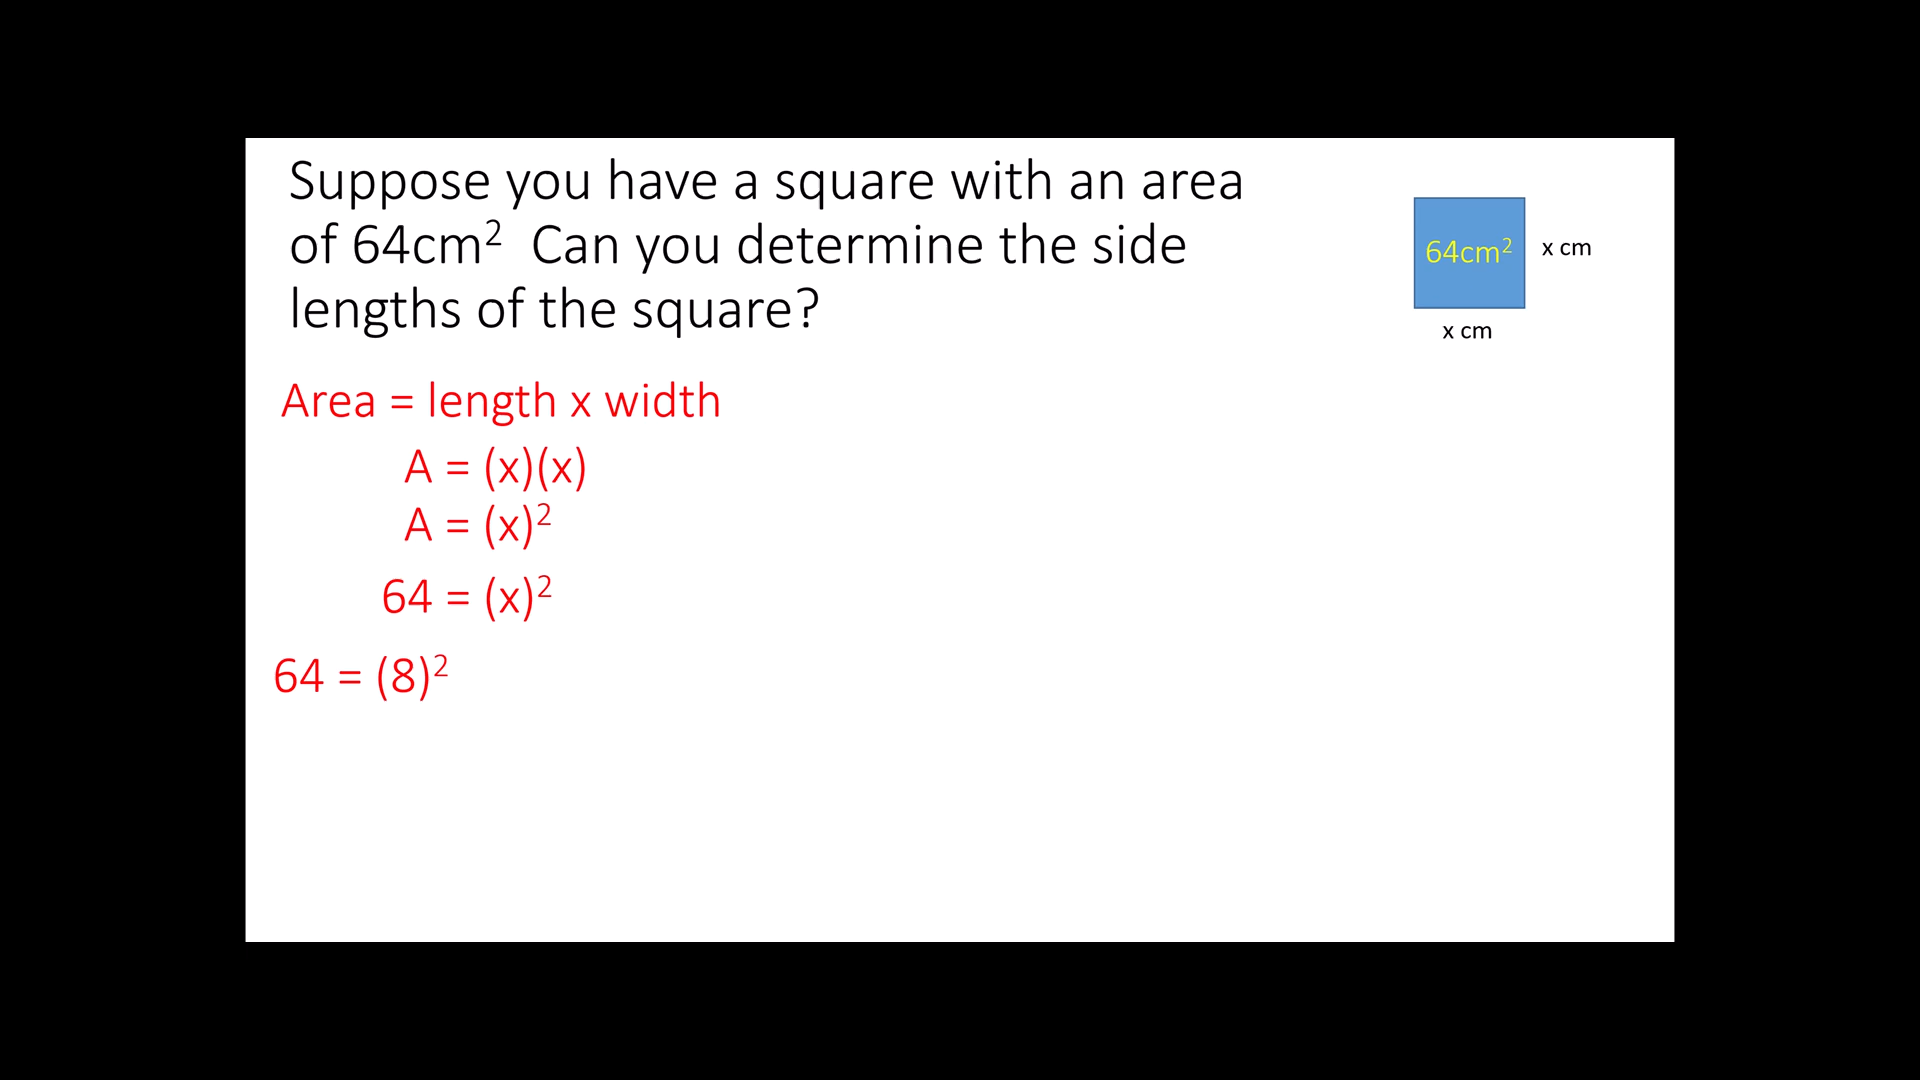 Suppose you have a square with an area
of 64cm² Can you determine the side
lengths of the square?
64cm²
x cm
x cm
Area = length x width
A = (x)(x)
A = (x)²
64 = (x)²
64 = (8)²